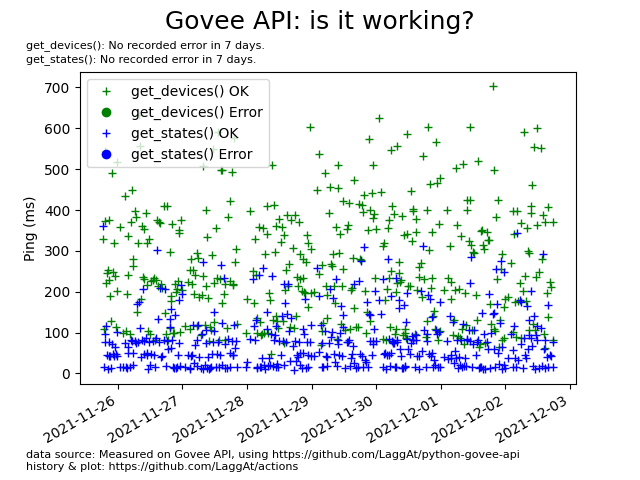 Govee API: is it working?
get_devices(): No recorded error in 7 days.
get_states(): No recorded error in 7 days.
get_devices() OK
get_devices() Error
get_states() OK
get_states() Error
Ping (ms)
700
600
500
400
300
200
100
0
2021-11-26
2021-11-27
2021-11-28
2021-11-29
2021-11-30
2021-12-01
2021-12-02
2021-12-03
data source: Measured on Govee API, using https://github.com/LaggAt/python-govee-api
history & plot: https://github.com/LaggAt/actions